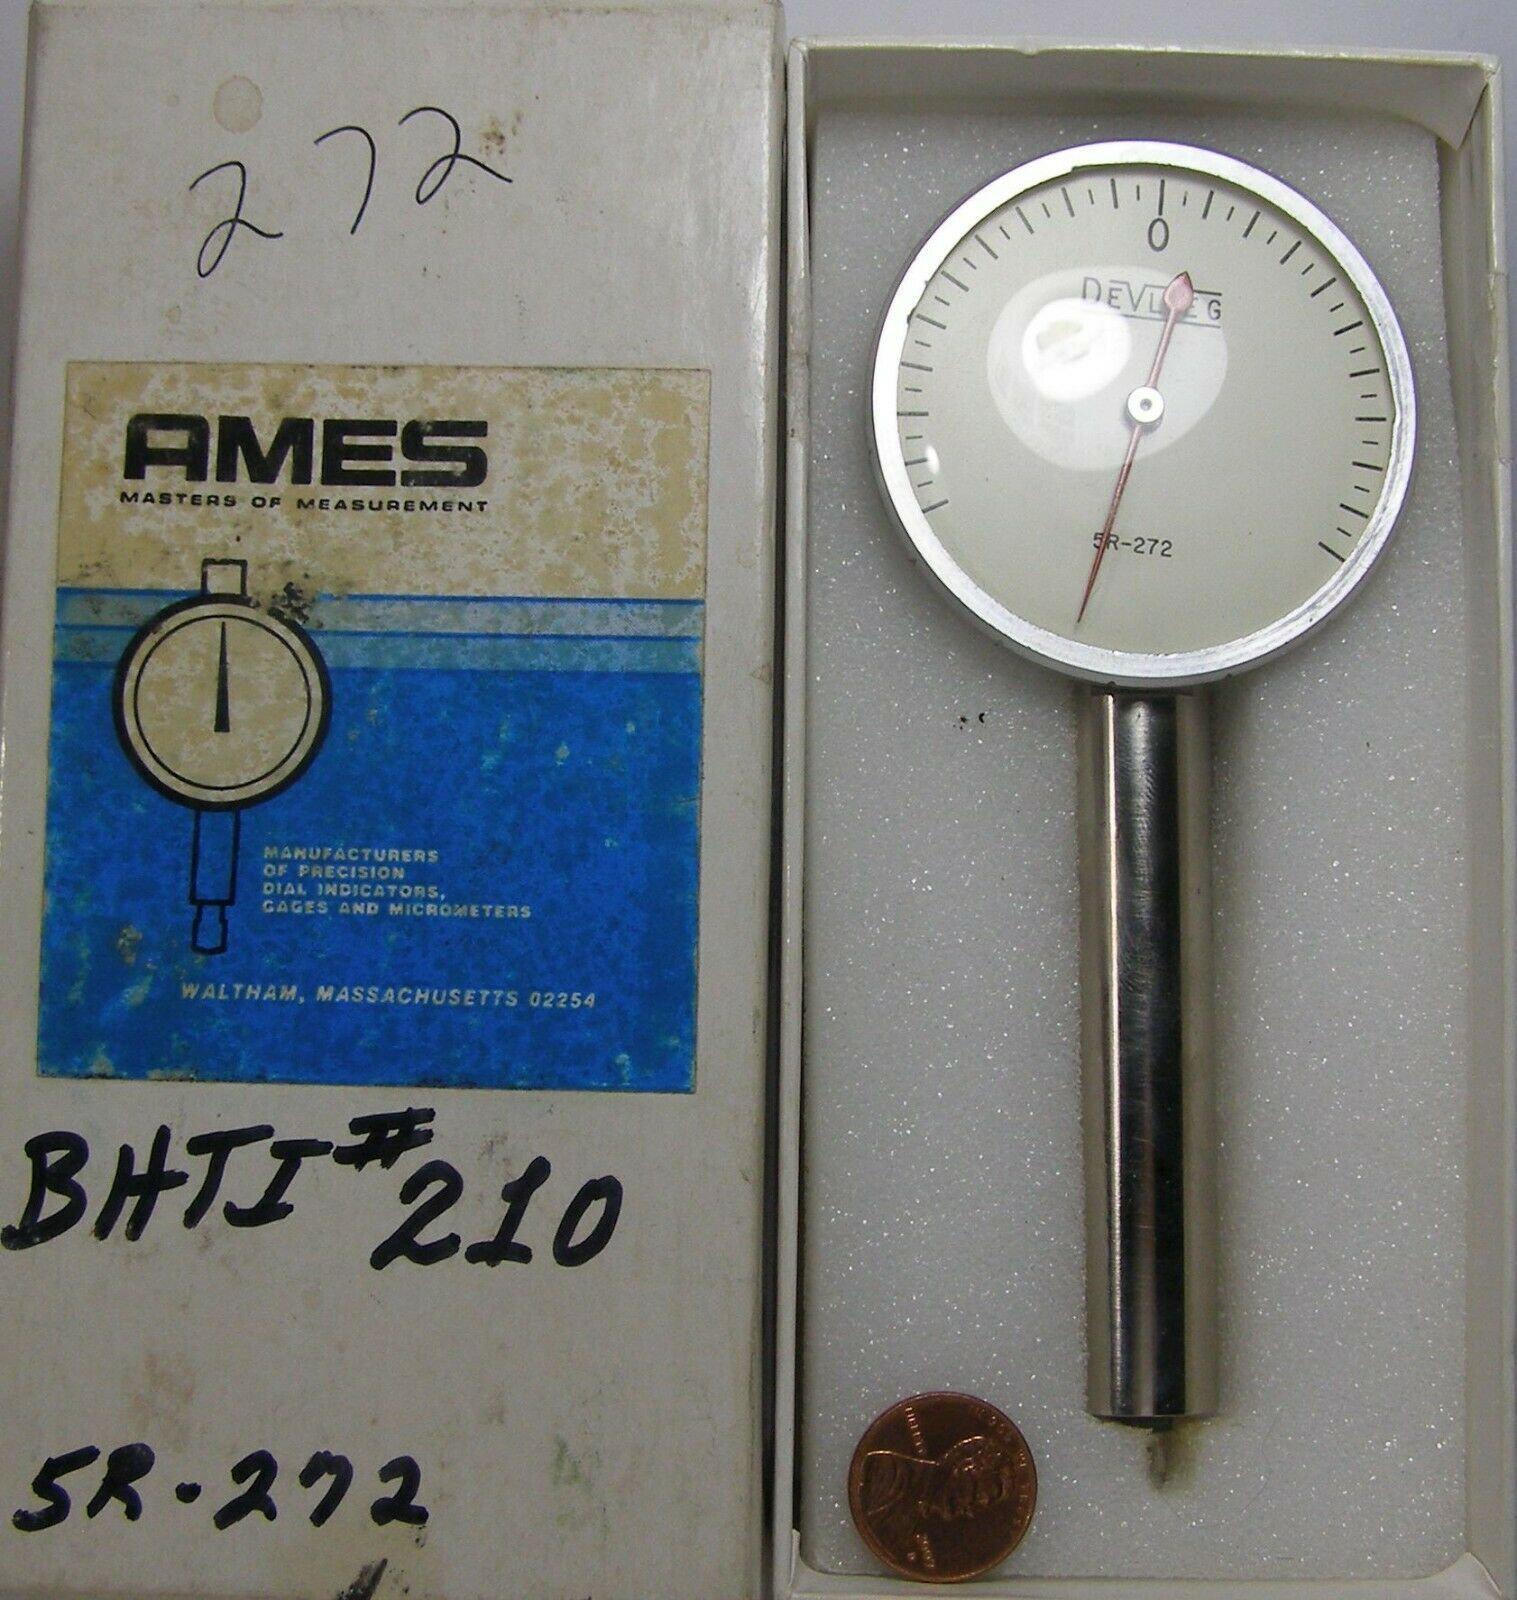 272
AMES
MASTERS OF MEASUREMENT
MANUFACTURERS
OF PRECISION
DIAL INDICATORS,
GAGES AND MICROMETERS
WALTHAM, MASSACHUSETTS 02254
BHTI #210
5R-272
0
DEVLIEG
5R-272